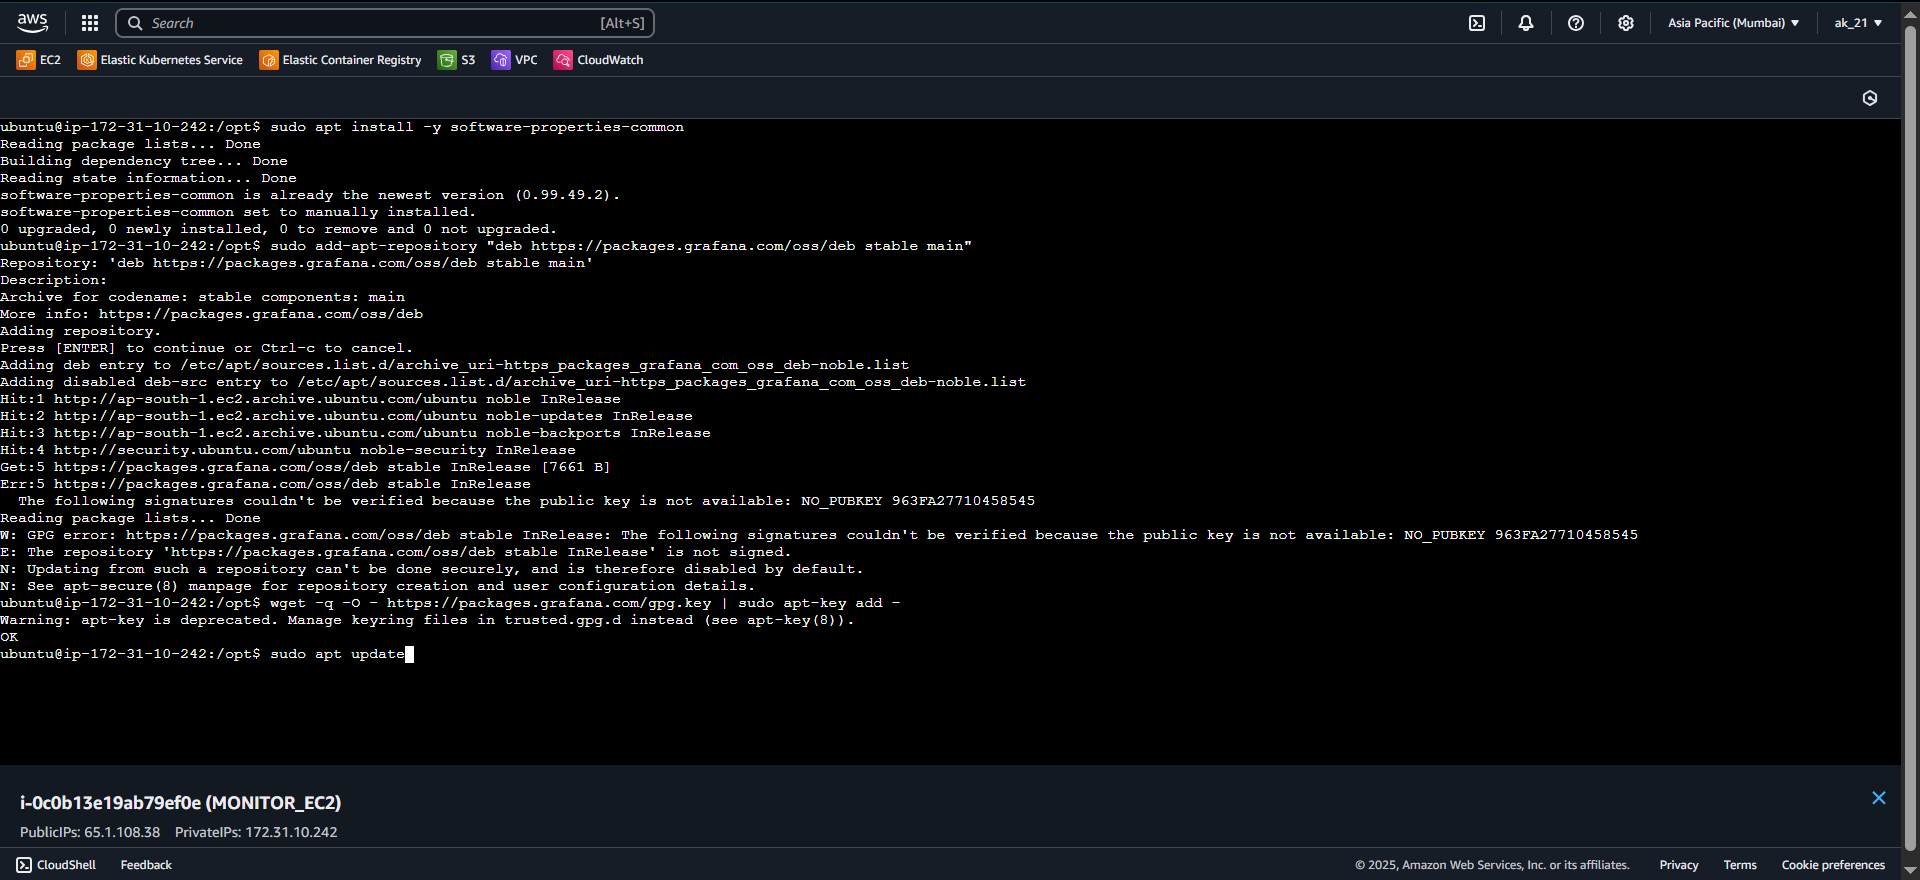 aws
Search [Alt+S]
Asia Pacific (Mumbai) ▼
ak_21 ▼
EC2
Elastic Kubernetes Service
Elastic Container Registry
S3
VPC
CloudWatch
ubuntu@ip-172-31-10-242:/opt$ sudo apt install -y software-properties-common
Reading package lists... Done
Building dependency tree... Done
Reading state information... Done
software-properties-common is already the newest version (0.99.49.2).
software-properties-common set to manually installed.
0 upgraded, 0 newly installed, 0 to remove and 0 not upgraded.
ubuntu@ip-172-31-10-242:/opt$ sudo add-apt-repository "deb https://packages.grafana.com/oss/deb stable main"
Repository: 'deb https://packages.grafana.com/oss/deb stable main'
Description:
Archive for codename: stable components: main
More info: https://packages.grafana.com/oss/deb
Adding repository.
Press [ENTER] to continue or Ctrl-c to cancel.
Adding deb entry to /etc/apt/sources.list.d/archive_uri-https_packages_grafana_com_oss_deb-noble.list
Adding disabled deb-src entry to /etc/apt/sources.list.d/archive_uri-https_packages_grafana_com_oss_deb-noble.list
Hit:1 http://ap-south-1.ec2.archive.ubuntu.com/ubuntu noble InRelease
Hit:2 http://ap-south-1.ec2.archive.ubuntu.com/ubuntu noble-updates InRelease
Hit:3 http://ap-south-1.ec2.archive.ubuntu.com/ubuntu noble-backports InRelease
Hit:4 http://security.ubuntu.com/ubuntu noble-security InRelease
Get:5 https://packages.grafana.com/oss/deb stable InRelease [7661 B]
Err:5 https://packages.grafana.com/oss/deb stable InRelease
  The following signatures couldn't be verified because the public key is not available: NO_PUBKEY 963FA27710458545
Reading package lists... Done
W: GPG error: https://packages.grafana.com/oss/deb stable InRelease: The following signatures couldn't be verified because the public key is not available: NO_PUBKEY 963FA27710458545
E: The repository 'https://packages.grafana.com/oss/deb stable InRelease' is not signed.
N: Updating from such a repository can't be done securely, and is therefore disabled by default.
N: See apt-secure(8) manpage for repository creation and user configuration details.
ubuntu@ip-172-31-10-242:/opt$ wget -q -O - https://packages.grafana.com/gpg.key | sudo apt-key add -
Warning: apt-key is deprecated. Manage keyring files in trusted.gpg.d instead (see apt-key(8)).
OK
ubuntu@ip-172-31-10-242:/opt$ sudo apt update
i-0c0b13e19ab79ef0e (MONITOR_EC2)
PublicIPs: 65.1.108.38 PrivateIPs: 172.31.10.242
CloudShell Feedback © 2025, Amazon Web Services, Inc. or its affiliates. Privacy Terms Cookie preferences